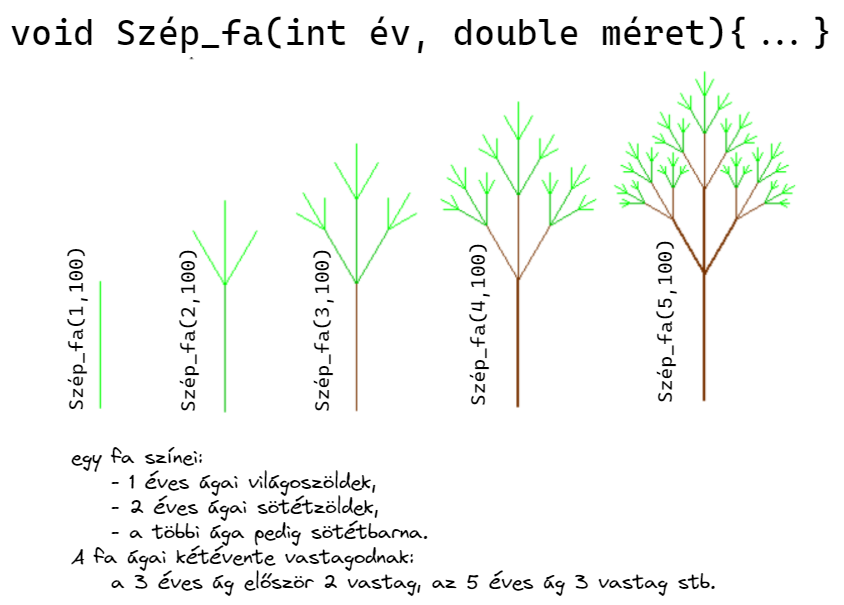 void Szép_fa(int év, double méret){ ... }
Szép_fa(1,100)
Szép_fa(2,100)
Szép_fa(3,100)
Szép_fa(4,100)
Szép_fa(5,100)
egy fa színei:
- 1 éves ágai világoszöldek,
- 2 éves ágai sötétzöldek,
- a többi ága pedig sötétbarna.
A fa ágai kétévente vastagodnak:
a 3 éves ág először 2 vastag, az 5 éves ág 3 vastag stb.